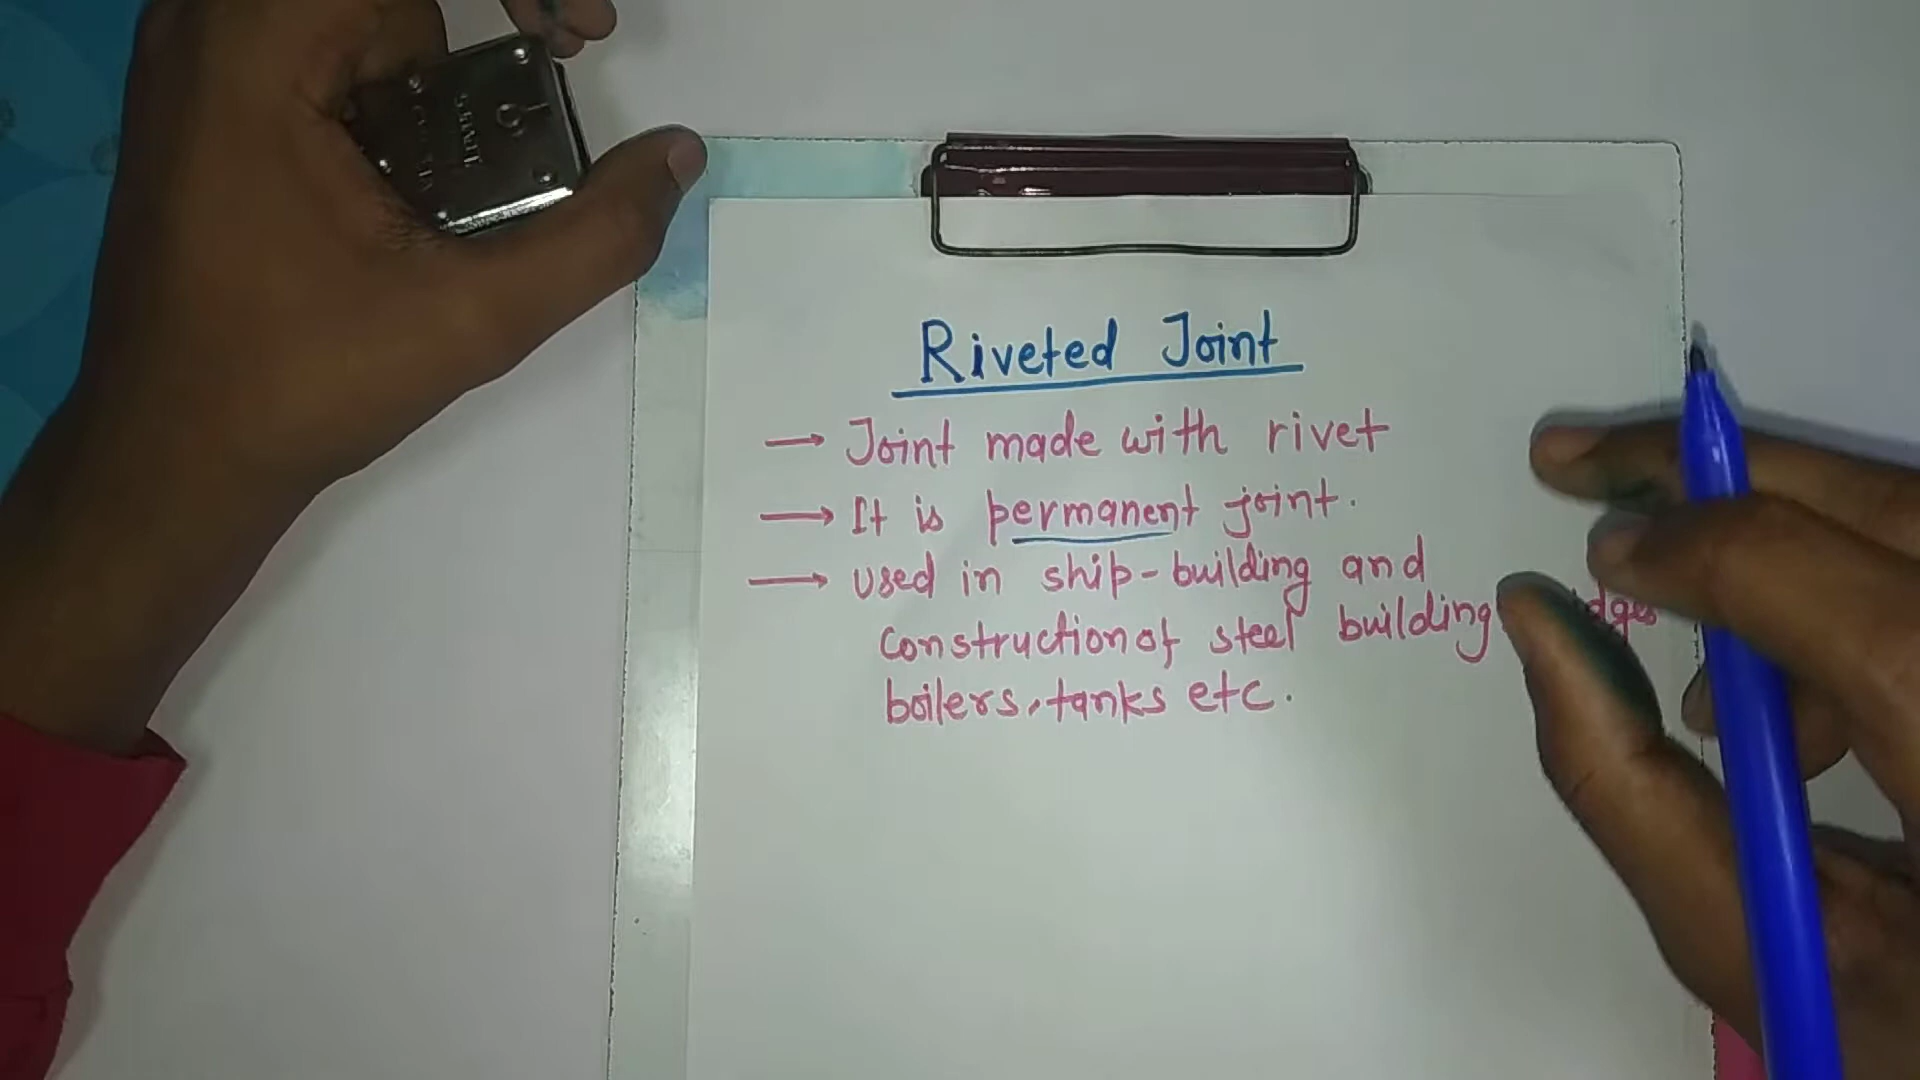 Riveted Joint
→ Joint made with rivet
→ It is permanent joint.
→ used in ship-building and
construction of steel building
boilers, tanks etc.